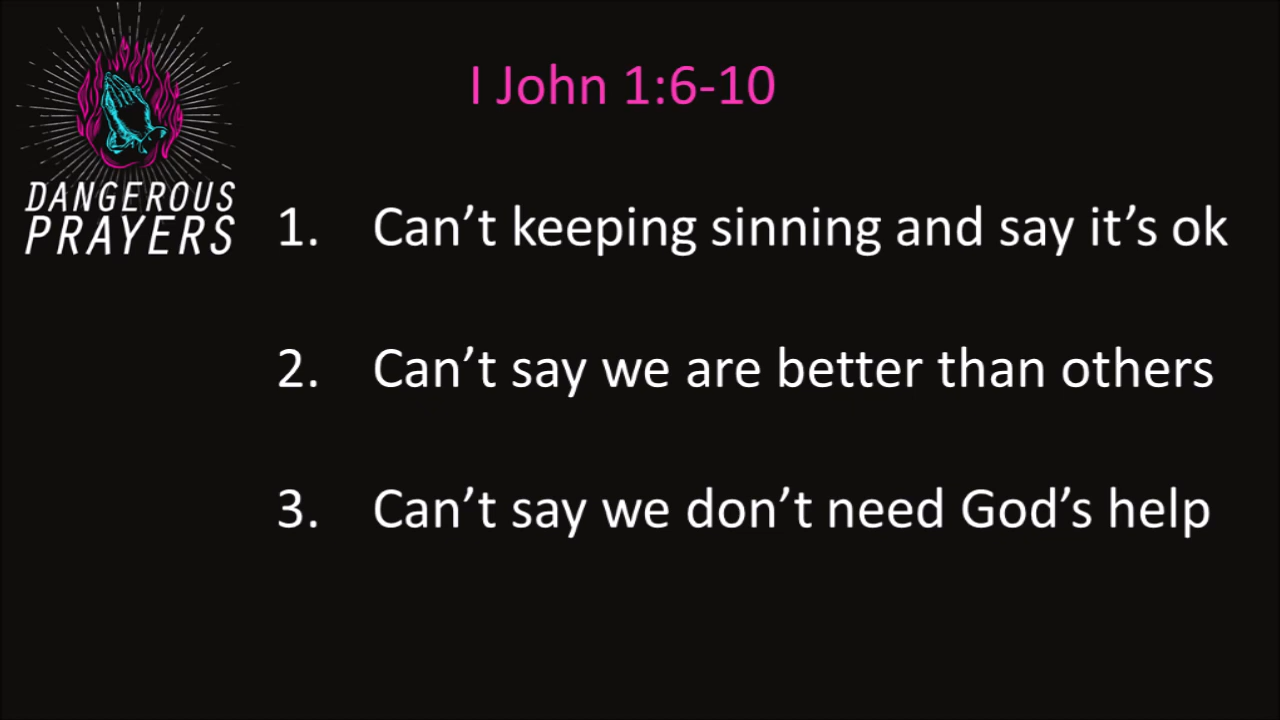 I John 1:6-10
DANGEROUS
PRAYERS
1. Can’t keeping sinning and say it’s ok
2. Can’t say we are better than others
3. Can’t say we don’t need God’s help